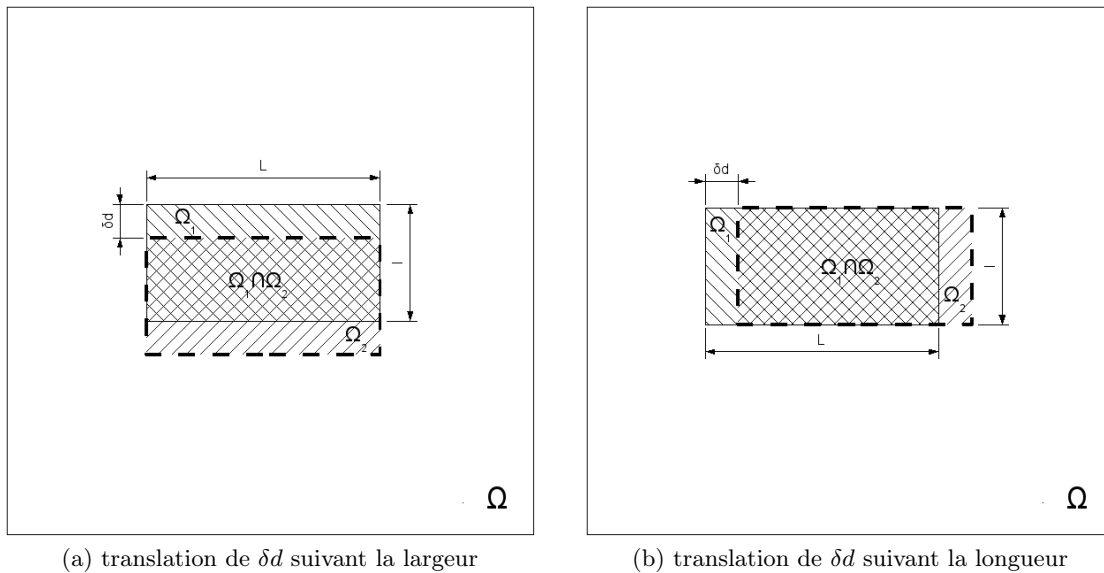 L
δd
Ω₁
Ω₁∩Ω₂
l
Ω₂
Ω
(a) translation de δd suivant la largeur
δd
Ω₁
Ω₁∩Ω₂
l
Ω₂
L
Ω
(b) translation de δd suivant la longueur